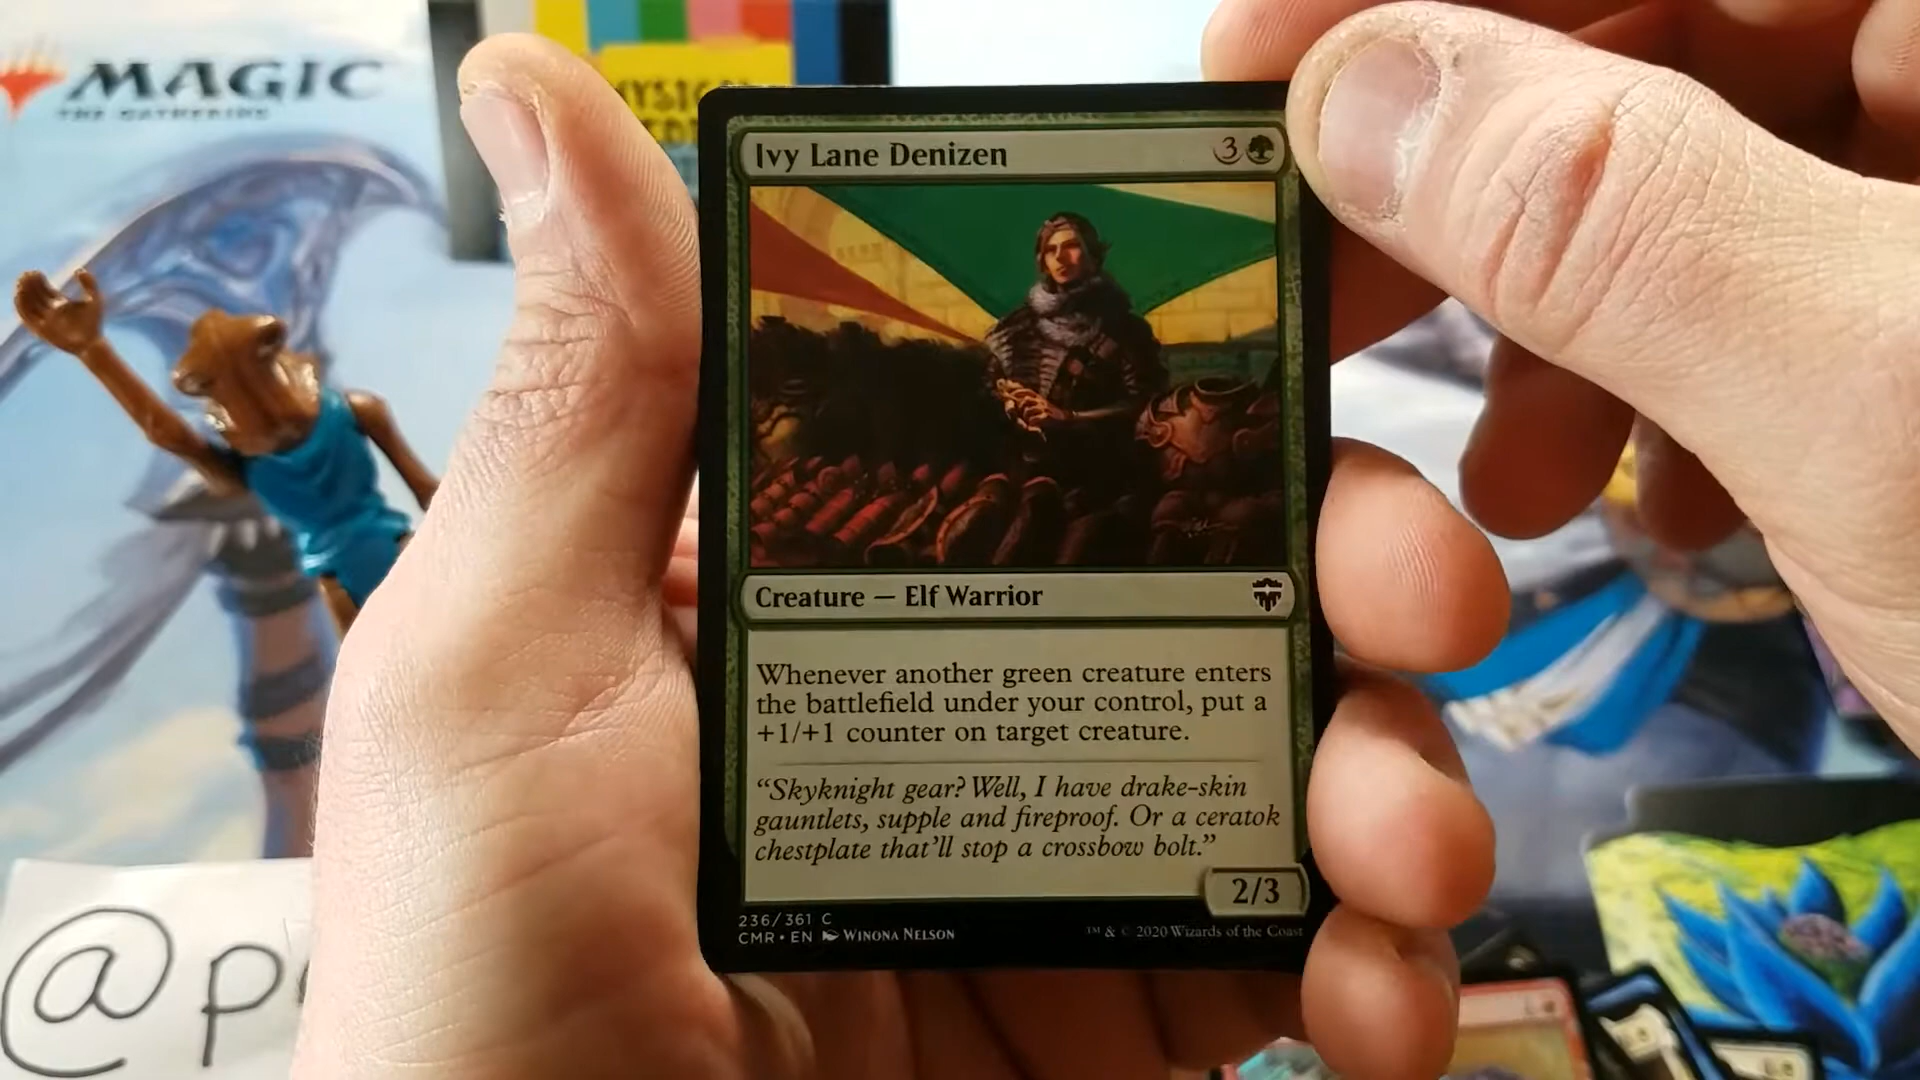 MAGIC
THE GATHERING
Ivy Lane Denizen
3
Creature — Elf Warrior
Whenever another green creature enters
the battlefield under your control, put a
+1/+1 counter on target creature.
“Skyknight gear? Well, I have drake-skin
gauntlets, supple and fireproof. Or a ceratok
chestplate that’ll stop a crossbow bolt.”
2/3
236/361 C
CMR • EN WINONA NELSON
™ & © 2020 Wizards of the Coast